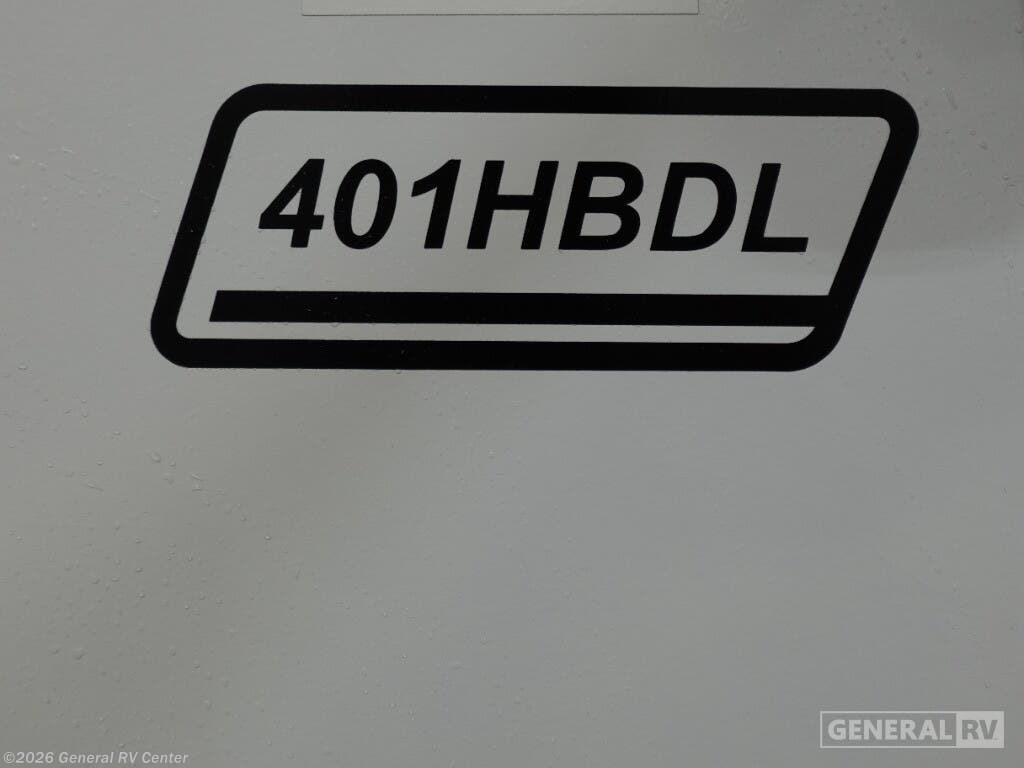 401HBDL
GENERAL RV
©2026 General RV Center